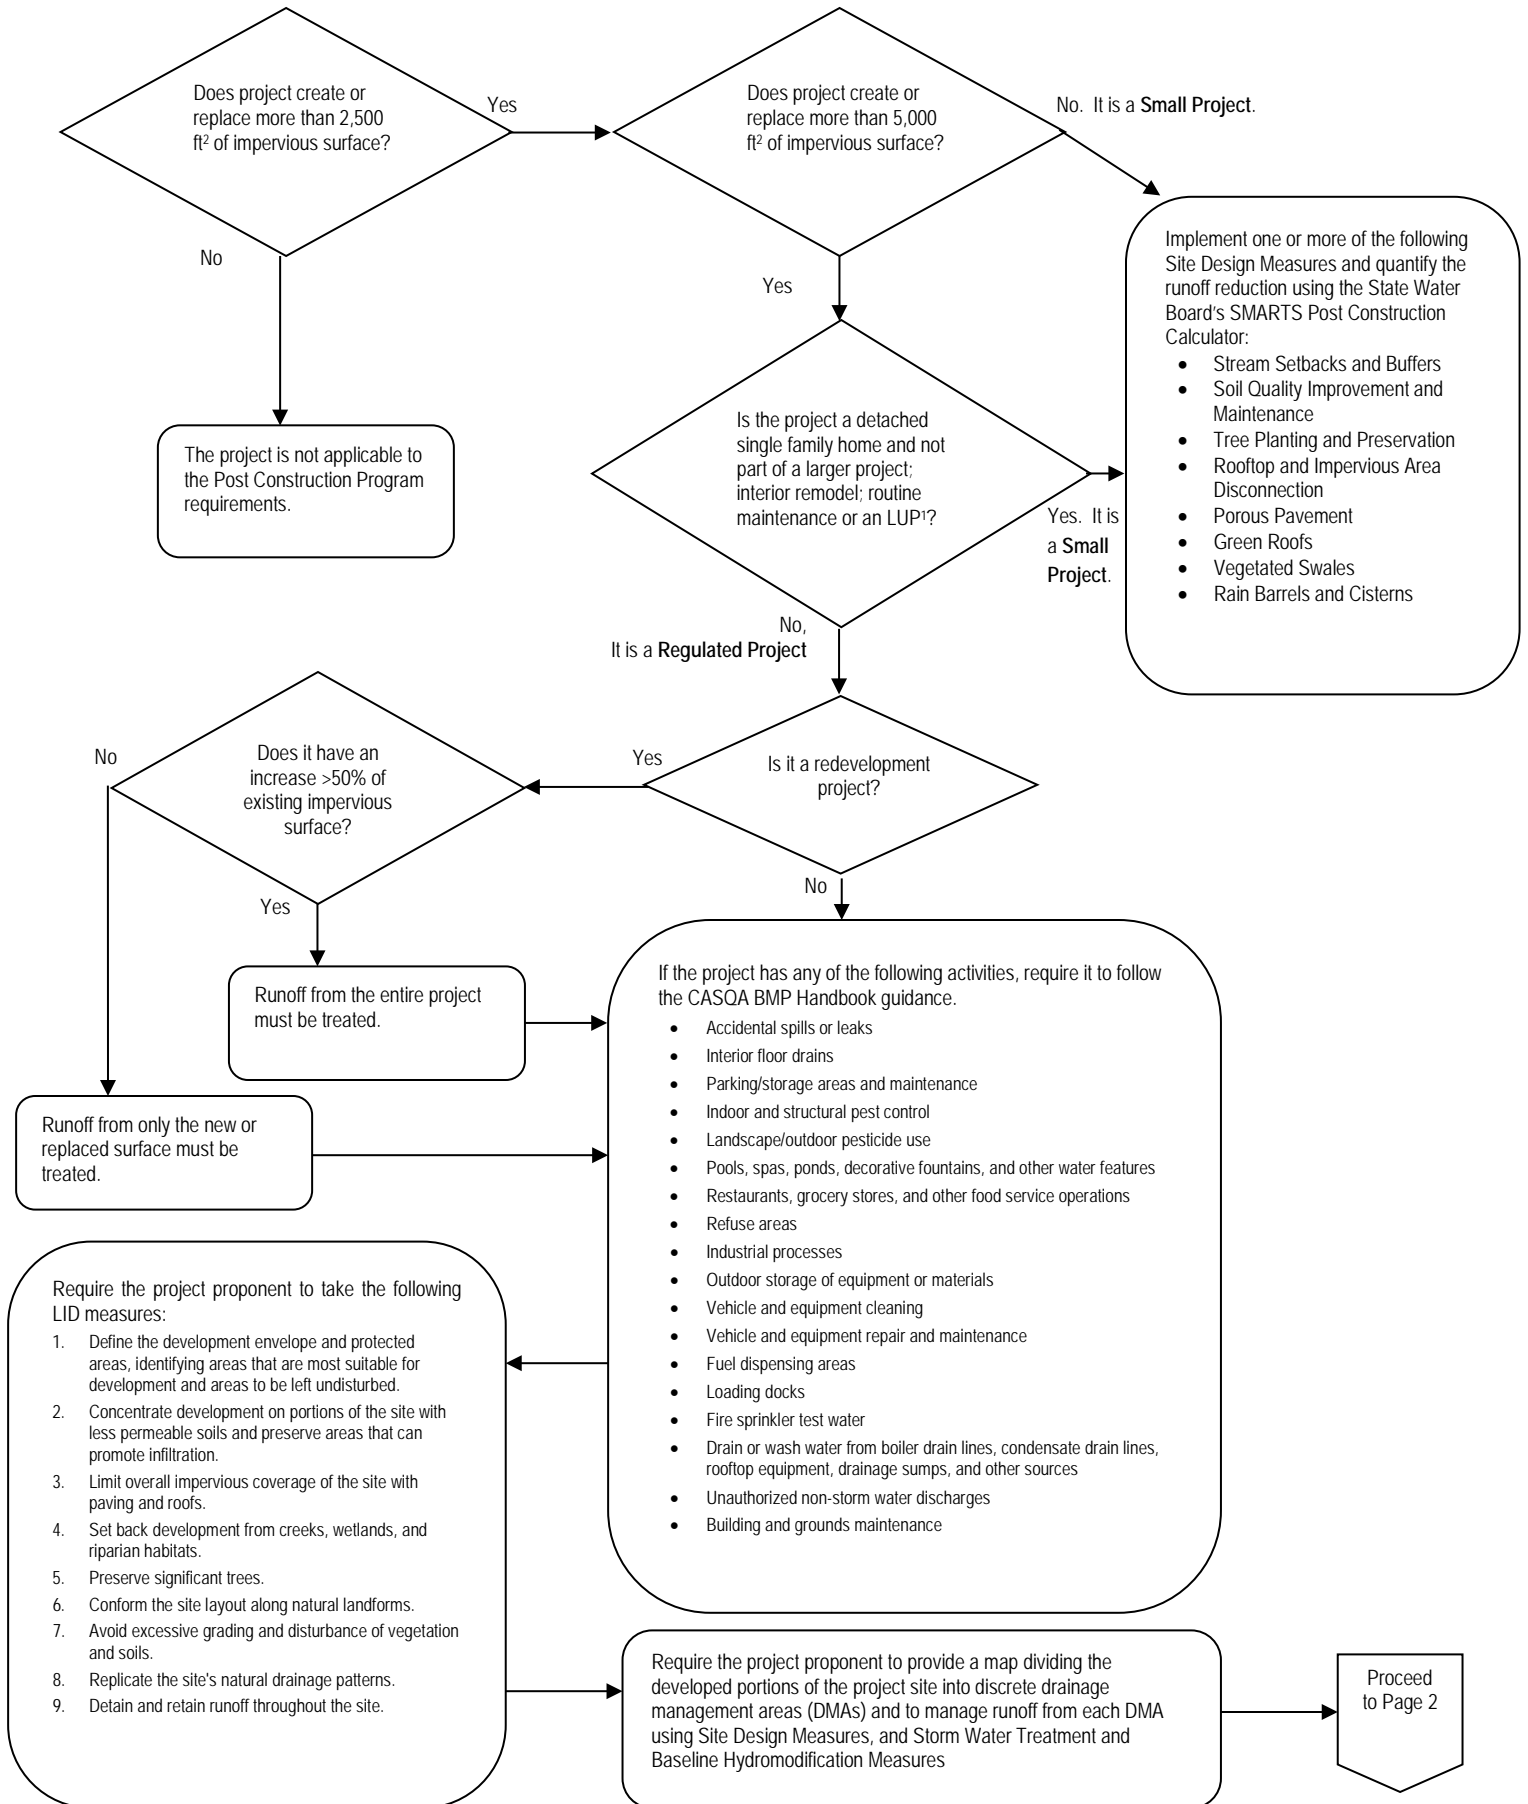 Does project create or
replace more than 2,500
ft² of impervious surface?
Yes
Does project create or
replace more than 5,000
ft² of impervious surface?
No. It is a Small Project.
No
Yes
Implement one or more of the following
Site Design Measures and quantify the
runoff reduction using the State Water
Board's SMARTS Post Construction
Calculator:
• Stream Setbacks and Buffers
• Soil Quality Improvement and
Maintenance
• Tree Planting and Preservation
• Rooftop and Impervious Area
Disconnection
• Porous Pavement
• Green Roofs
• Vegetated Swales
• Rain Barrels and Cisterns
The project is not applicable to
the Post Construction Program
requirements.
Is the project a detached
single family home and not
part of a larger project;
interior remodel; routine
maintenance or an LUP¹?
Yes. It is
a Small
Project.
No,
It is a Regulated Project
Is it a redevelopment
project?
Yes
Does it have an
increase >50% of
existing impervious
surface?
No
Yes
No
Runoff from the entire project
must be treated.
Runoff from only the new or
replaced surface must be
treated.
If the project has any of the following activities, require it to follow
the CASQA BMP Handbook guidance.
• Accidental spills or leaks
• Interior floor drains
• Parking/storage areas and maintenance
• Indoor and structural pest control
• Landscape/outdoor pesticide use
• Pools, spas, ponds, decorative fountains, and other water features
• Restaurants, grocery stores, and other food service operations
• Refuse areas
• Industrial processes
• Outdoor storage of equipment or materials
• Vehicle and equipment cleaning
• Vehicle and equipment repair and maintenance
• Fuel dispensing areas
• Loading docks
• Fire sprinkler test water
• Drain or wash water from boiler drain lines, condensate drain lines,
rooftop equipment, drainage sumps, and other sources
• Unauthorized non-storm water discharges
• Building and grounds maintenance
Require the project proponent to take the following
LID measures:
1. Define the development envelope and protected
areas, identifying areas that are most suitable for
development and areas to be left undisturbed.
2. Concentrate development on portions of the site with
less permeable soils and preserve areas that can
promote infiltration.
3. Limit overall impervious coverage of the site with
paving and roofs.
4. Set back development from creeks, wetlands, and
riparian habitats.
5. Preserve significant trees.
6. Conform the site layout along natural landforms.
7. Avoid excessive grading and disturbance of vegetation
and soils.
8. Replicate the site's natural drainage patterns.
9. Detain and retain runoff throughout the site.
Require the project proponent to provide a map dividing the
developed portions of the project site into discrete drainage
management areas (DMAs) and to manage runoff from each DMA
using Site Design Measures, and Storm Water Treatment and
Baseline Hydromodification Measures
Proceed
to Page 2